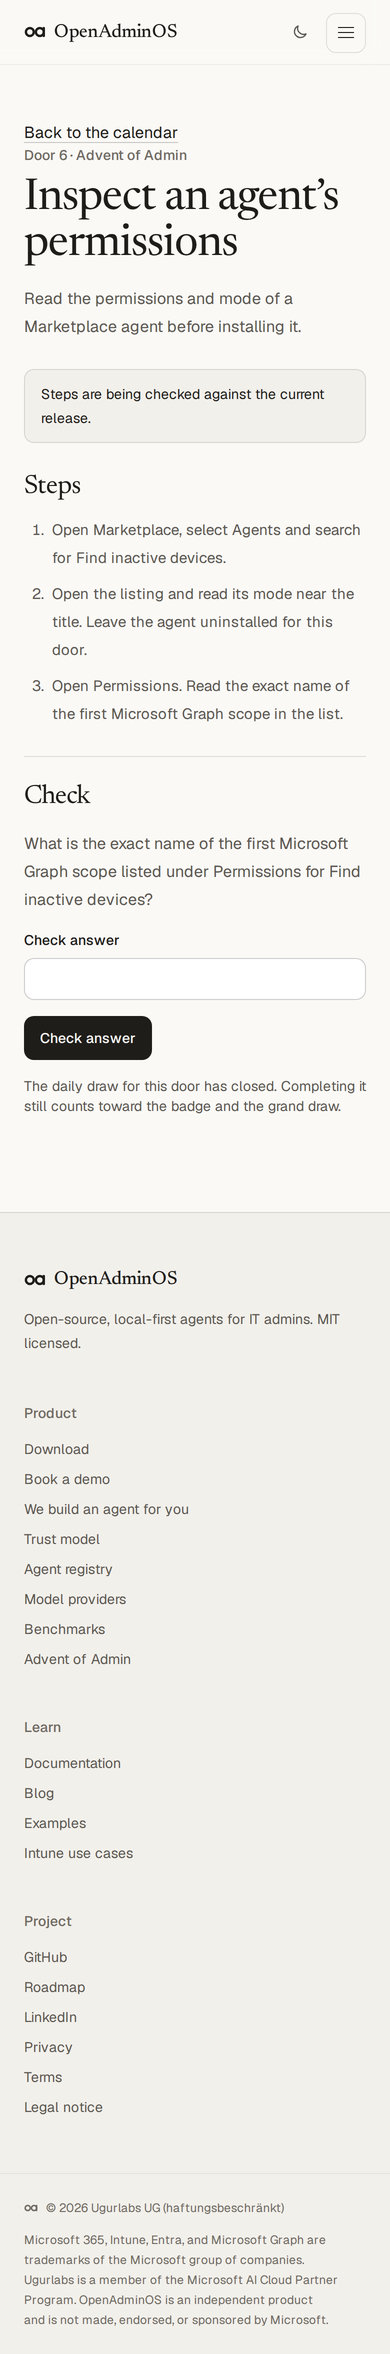 OpenAdminOS
Back to the calendar
Door 6 · Advent of Admin
Inspect an agent’s
permissions
Read the permissions and mode of a
Marketplace agent before installing it.
Steps are being checked against the current
release.
Steps
1. Open Marketplace, select Agents and search
for Find inactive devices.
2. Open the listing and read its mode near the
title. Leave the agent uninstalled for this
door.
3. Open Permissions. Read the exact name of
the first Microsoft Graph scope in the list.
Check
What is the exact name of the first Microsoft
Graph scope listed under Permissions for Find
inactive devices?
Check answer
Check answer
The daily draw for this door has closed. Completing it
still counts toward the badge and the grand draw.
OpenAdminOS
Open-source, local-first agents for IT admins. MIT
licensed.
Product
Download
Book a demo
We build an agent for you
Trust model
Agent registry
Model providers
Benchmarks
Advent of Admin
Learn
Documentation
Blog
Examples
Intune use cases
Project
GitHub
Roadmap
LinkedIn
Privacy
Terms
Legal notice
© 2026 Ugurlabs UG (haftungsbeschränkt)
Microsoft 365, Intune, Entra, and Microsoft Graph are
trademarks of the Microsoft group of companies.
Ugurlabs is a member of the Microsoft AI Cloud Partner
Program. OpenAdminOS is an independent product
and is not made, endorsed, or sponsored by Microsoft.